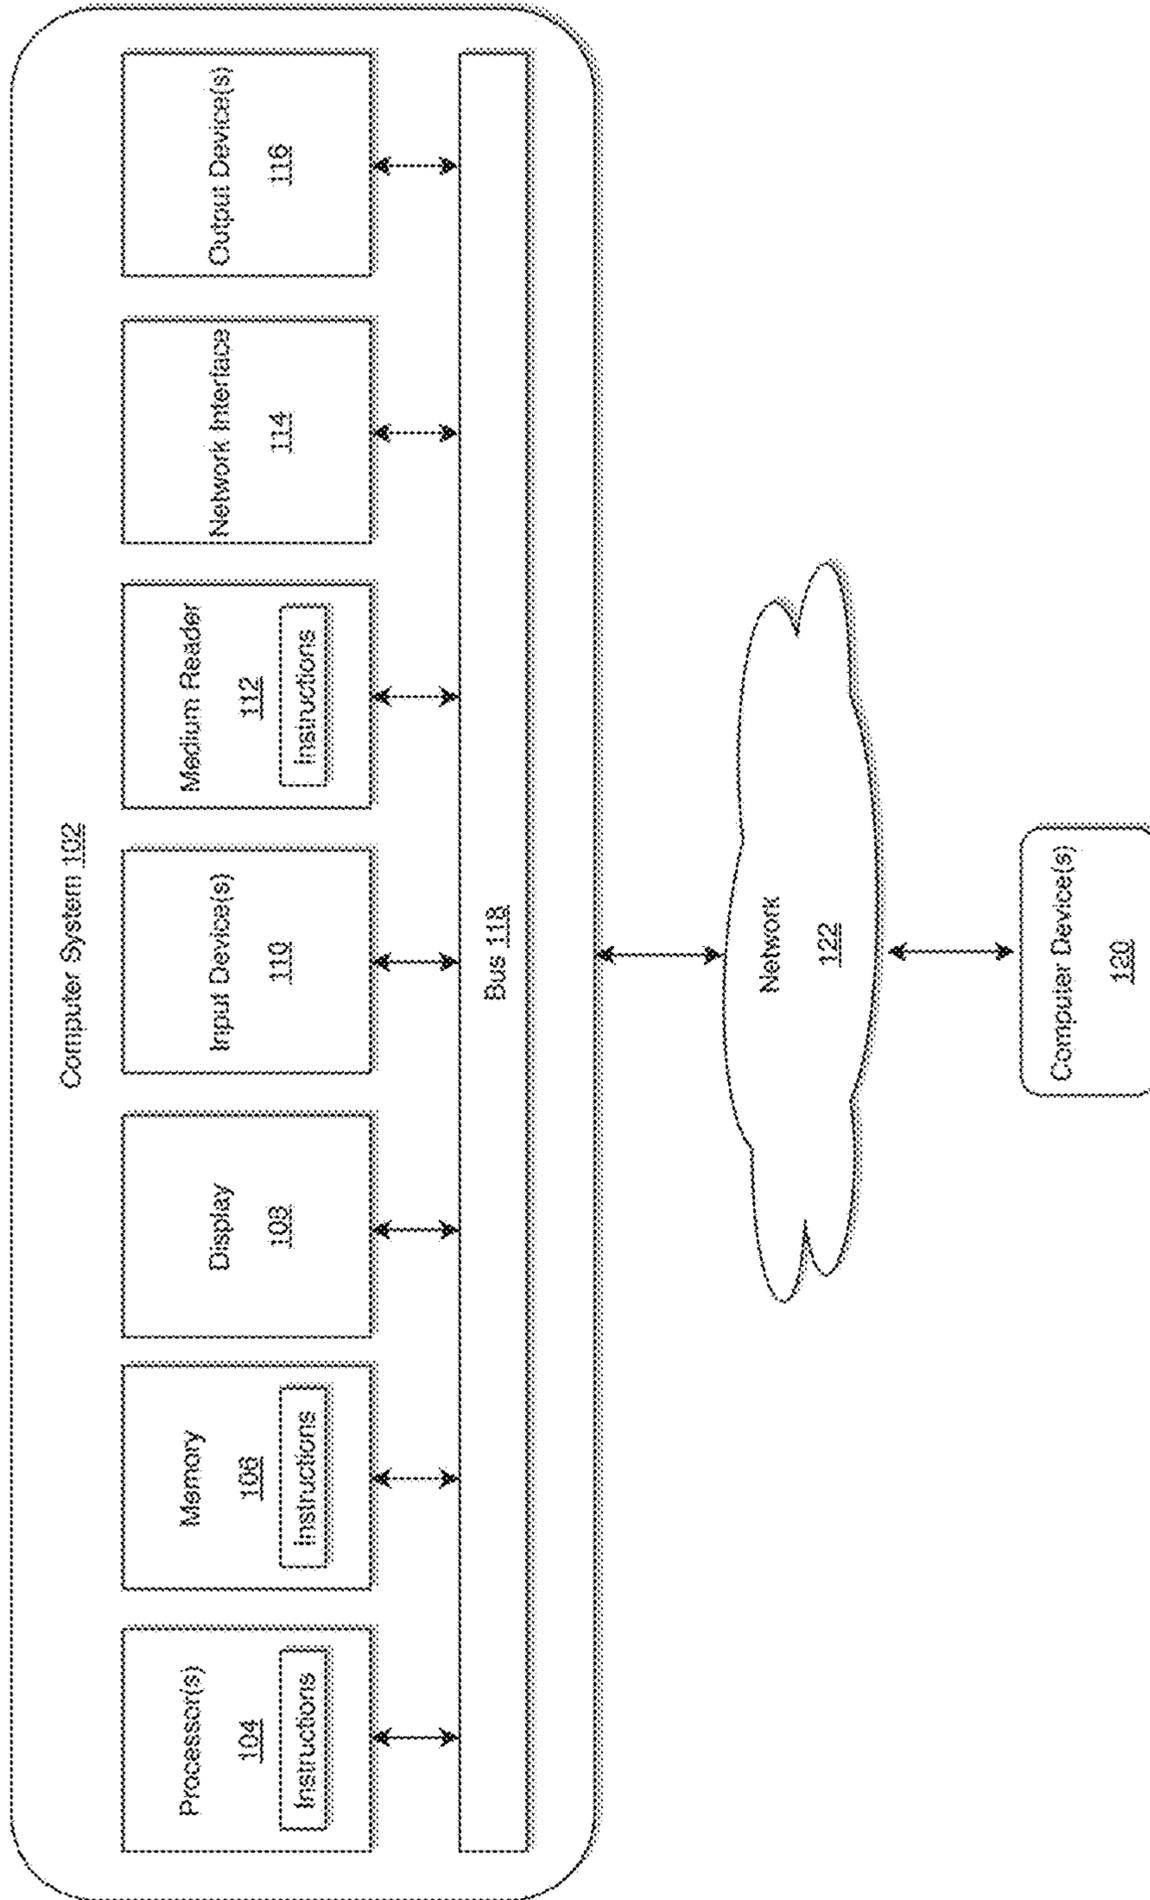 Computer System 102
Processor(s)
104
Instructions
Memory
106
Instructions
Display
108
Input Device(s)
110
Medium Reader
112
Instructions
Network Interface
114
Output Device(s)
116
Bus 118
Network
122
Computer Device(s)
120